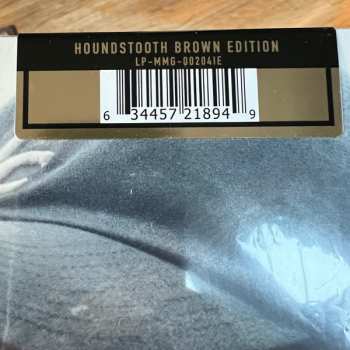 HOUNDSTOOTH BROWN EDITION
LP-MMG-00204IE
6 34457 21894 9